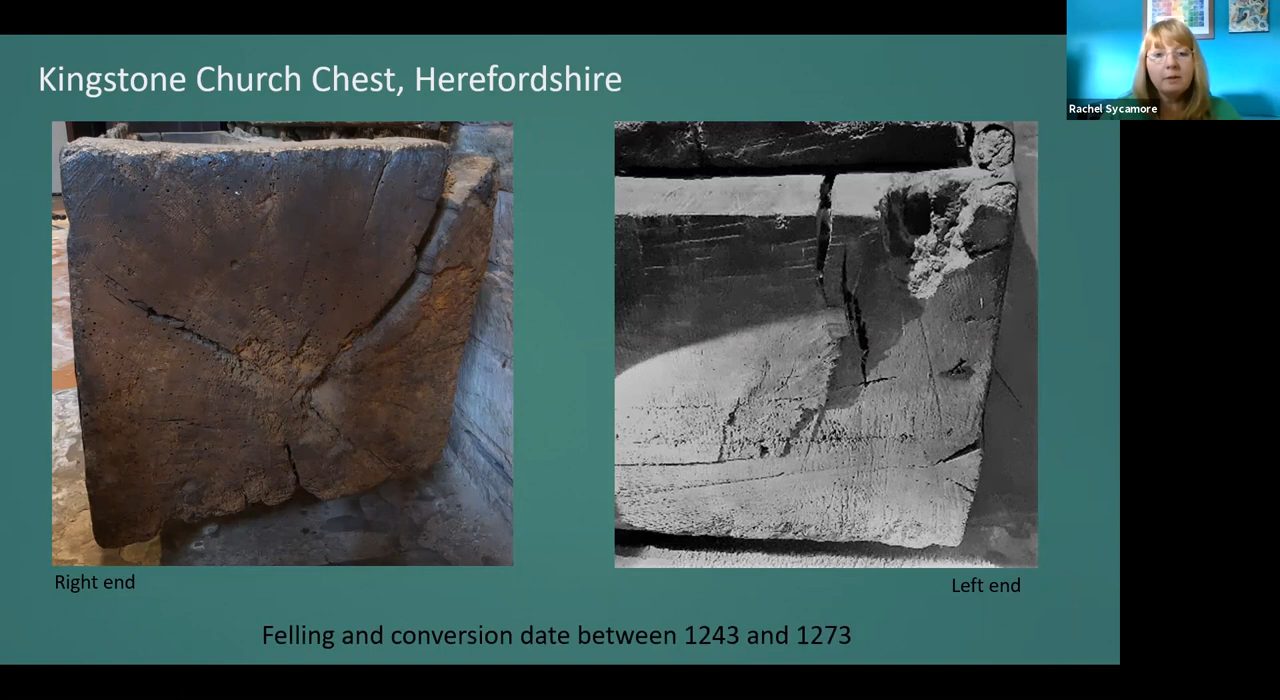 Kingstone Church Chest, Herefordshire
Rachel Sycamore
Right end
Left end
Felling and conversion date between 1243 and 1273